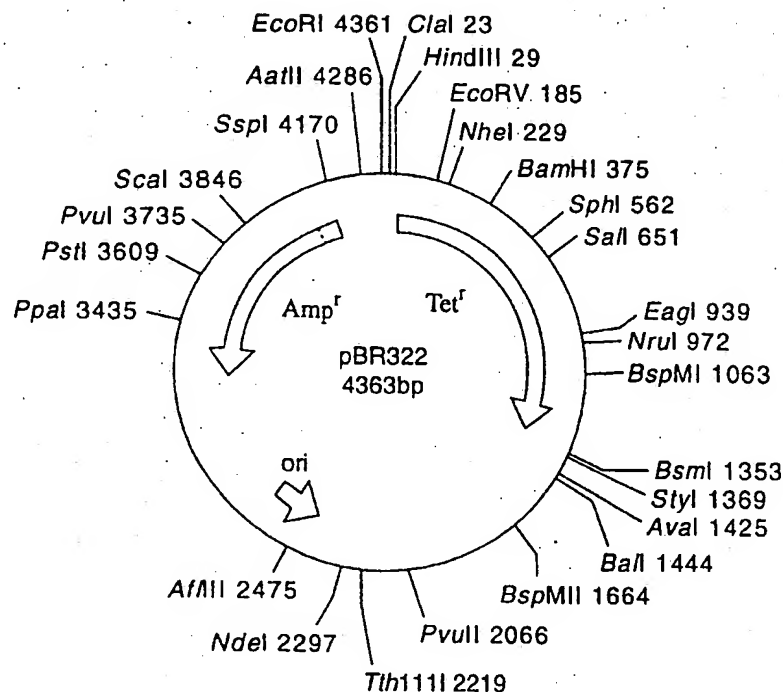 EcoRI 4361
ClaI 23
HindIII 29
AatII 4286
EcoRV 185
SspI 4170
NheI 229
BamHI 375
ScaI 3846
SphI 562
PvuI 3735
SalI 651
PstI 3609
PpaI 3435
Ampʳ
Tetʳ
EagI 939
NruI 972
pBR322
4363bp
BspMI 1063
ori
BsmI 1353
StyI 1369
AvaI 1425
BalI 1444
AflIII 2475
BspMII 1664
NdeI 2297
PvuII 2066
Tth111I 2219